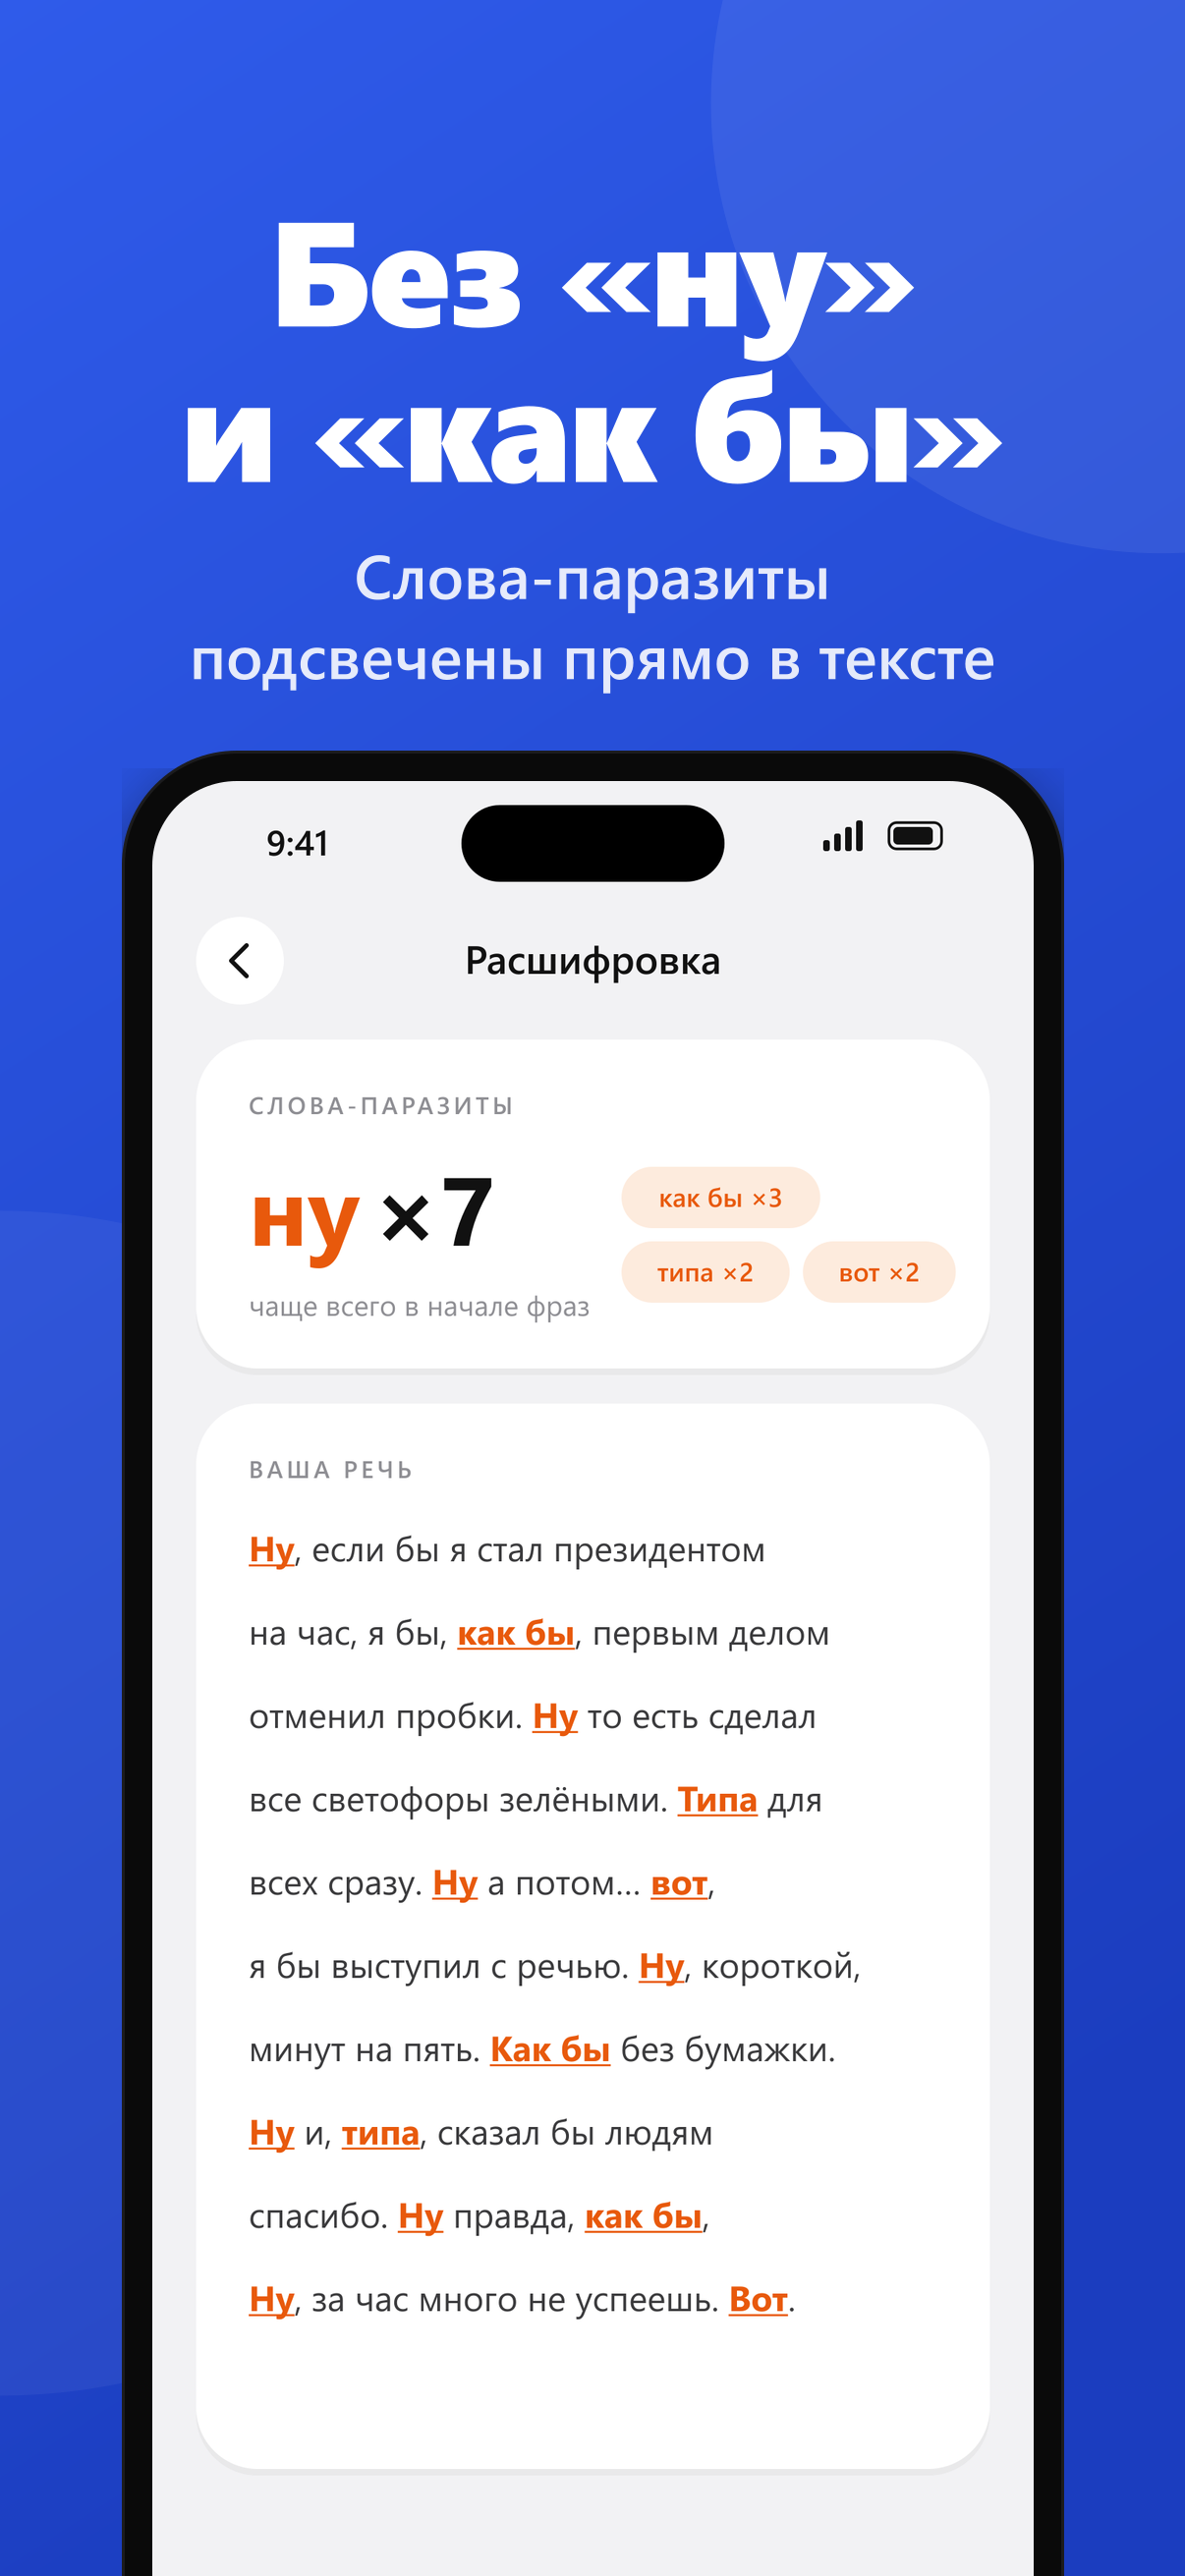 Без «ну»
и «как бы»
Слова-паразиты
подсвечены прямо в тексте
9:41
Расшифровка
СЛОВА-ПАРАЗИТЫ
ну ×7
как бы ×3
типа ×2
вот ×2
чаще всего в начале фраз
ВАША РЕЧЬ
Ну, если бы я стал президентом
на час, я бы, как бы, первым делом
отменил пробки. Ну то есть сделал
все светофоры зелёными. Типа для
всех сразу. Ну а потом... вот,
я бы выступил с речью. Ну, короткой,
минут на пять. Как бы без бумажки.
Ну и, типа, сказал бы людям
спасибо. Ну правда, как бы,
Ну, за час много не успеешь. Вот.